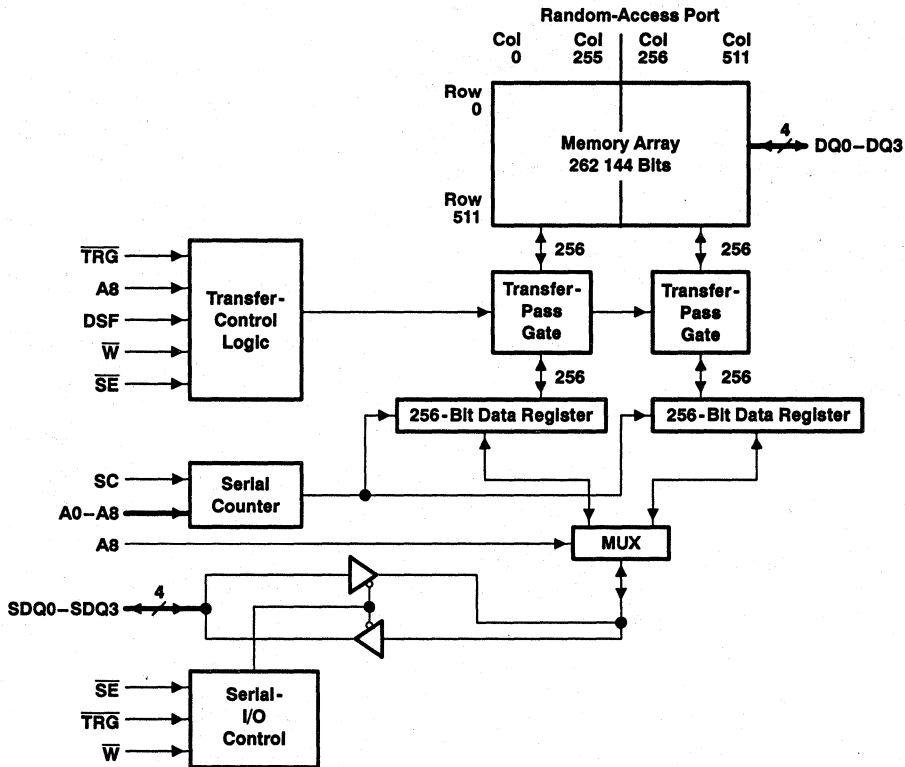 Random-Access Port
Col Col Col Col
0 255 256 511
Row
0
Memory Array
262 144 Bits
4
DQ0–DQ3
Row
511
256 256
TRG
A8
DSF
W
SE
Transfer-
Control
Logic
Transfer-
Pass
Gate
Transfer-
Pass
Gate
256 256
256-Bit Data Register 256-Bit Data Register
SC
A0–A8
Serial
Counter
A8
MUX
4
SDQ0–SDQ3
SE
TRG
W
Serial-
I/O
Control